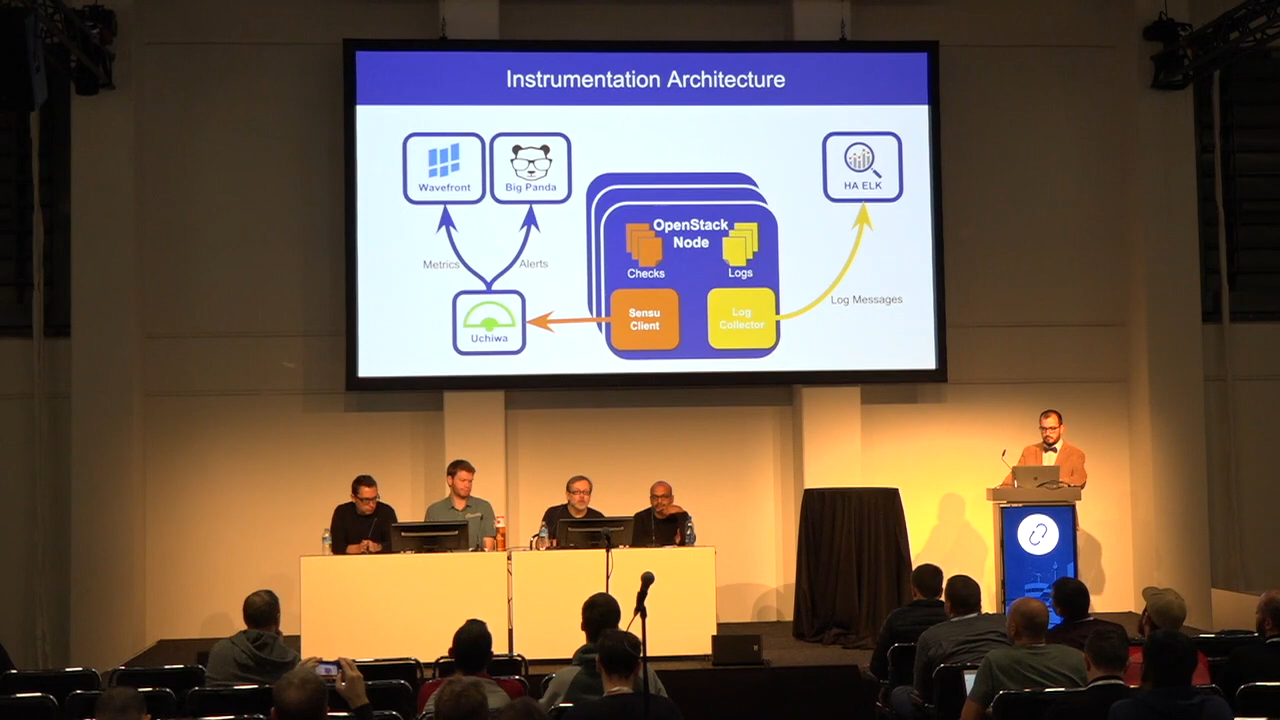 Instrumentation Architecture
Wavefront
Big Panda
HA ELK
OpenStack
Node
Checks
Logs
Metrics
Alerts
Log Messages
Uchiwa
Sensu
Client
Log
Collector